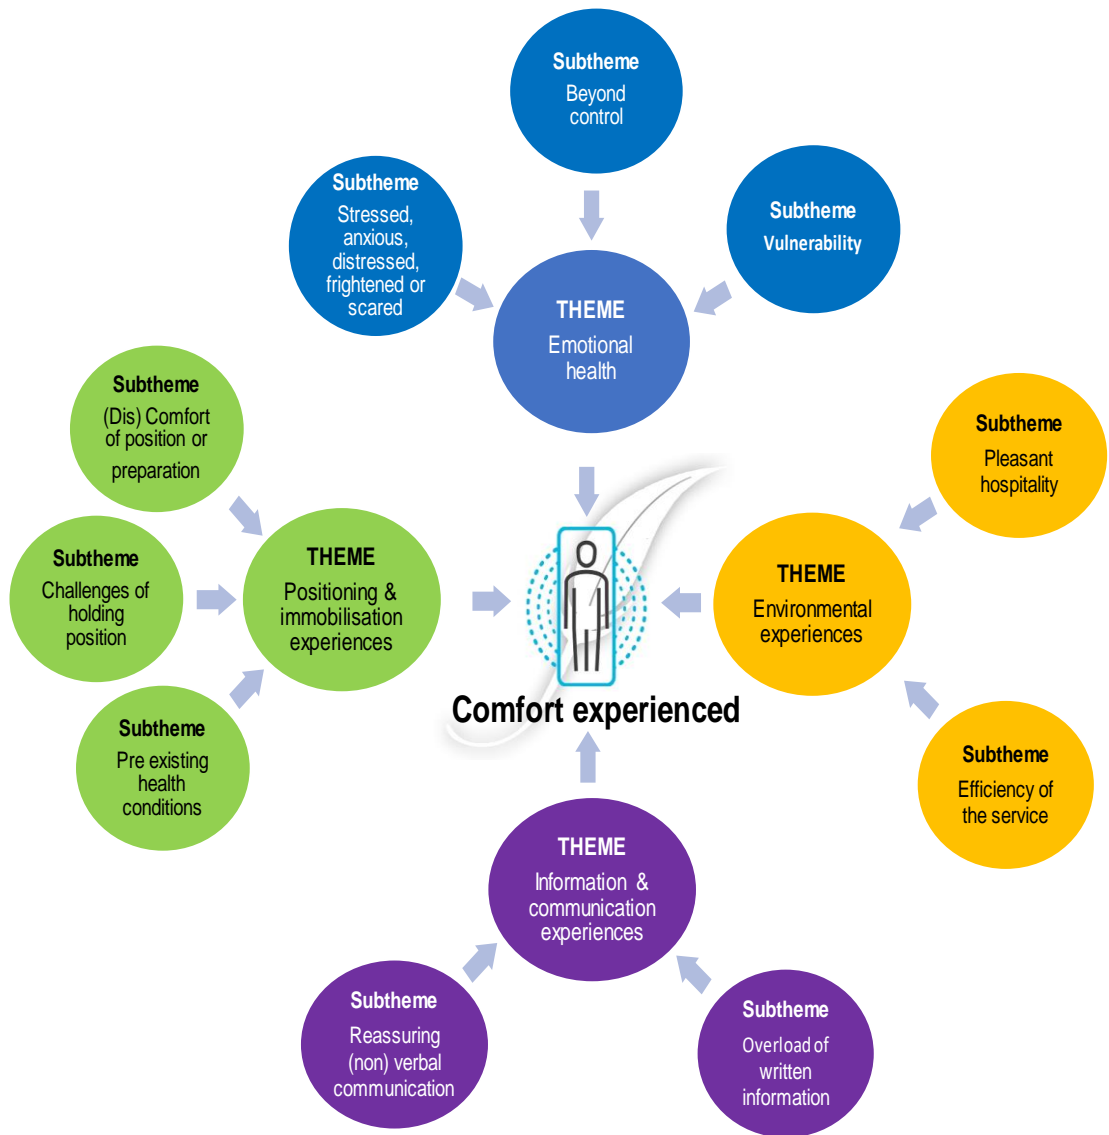 Subtheme
Beyond
control
Subtheme
Stressed,
anxious,
distressed,
frightened or
scared
Subtheme
Vulnerability
THEME
Emotional
health
Subtheme
(Dis) Comfort
of position or
preparation
Subtheme
Challenges of
holding
position
Subtheme
Pre existing
health
conditions
THEME
Positioning &
immobilisation
experiences
Subtheme
Pleasant
hospitality
THEME
Environmental
experiences
Subtheme
Efficiency of
the service
Comfort experienced
THEME
Information &
communication
experiences
Subtheme
Reassuring
(non) verbal
communication
Subtheme
Overload of
written
information